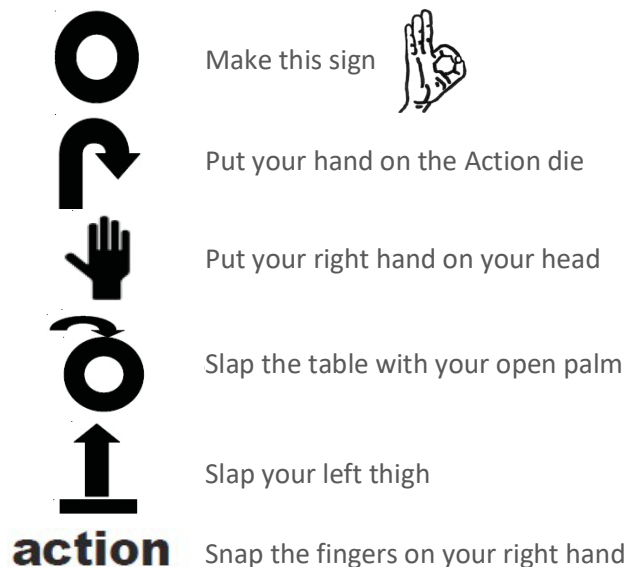 Make this sign
Put your hand on the Action die
Put your right hand on your head
Slap the table with your open palm
Slap your left thigh
action Snap the fingers on your right hand